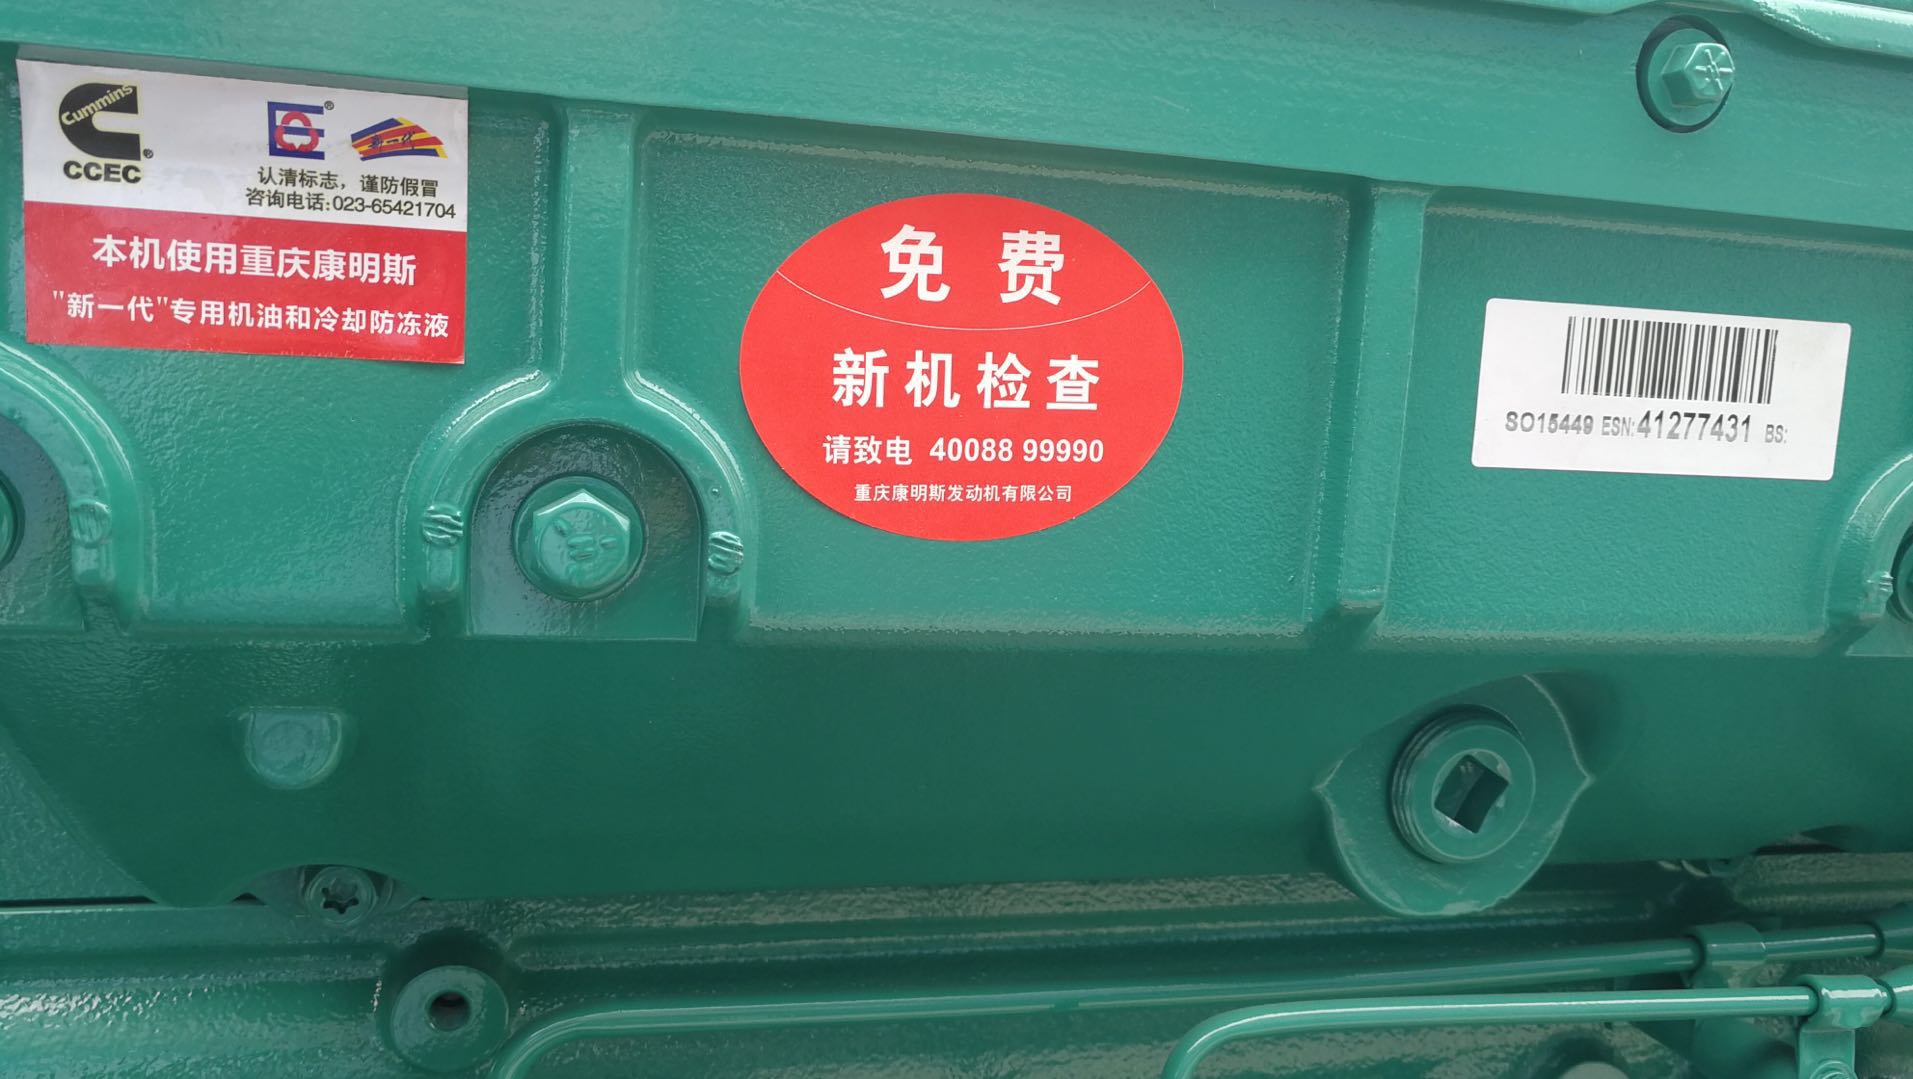 Cummins
CCEC
新一代
认清标志，谨防假冒
咨询电话:023-65421704
本机使用重庆康明斯
"新一代"专用机油和冷却防冻液
免费
新机检查
请致电 40088 99990
重庆康明斯发动机有限公司
SO15449 ESN:41277431 BS: